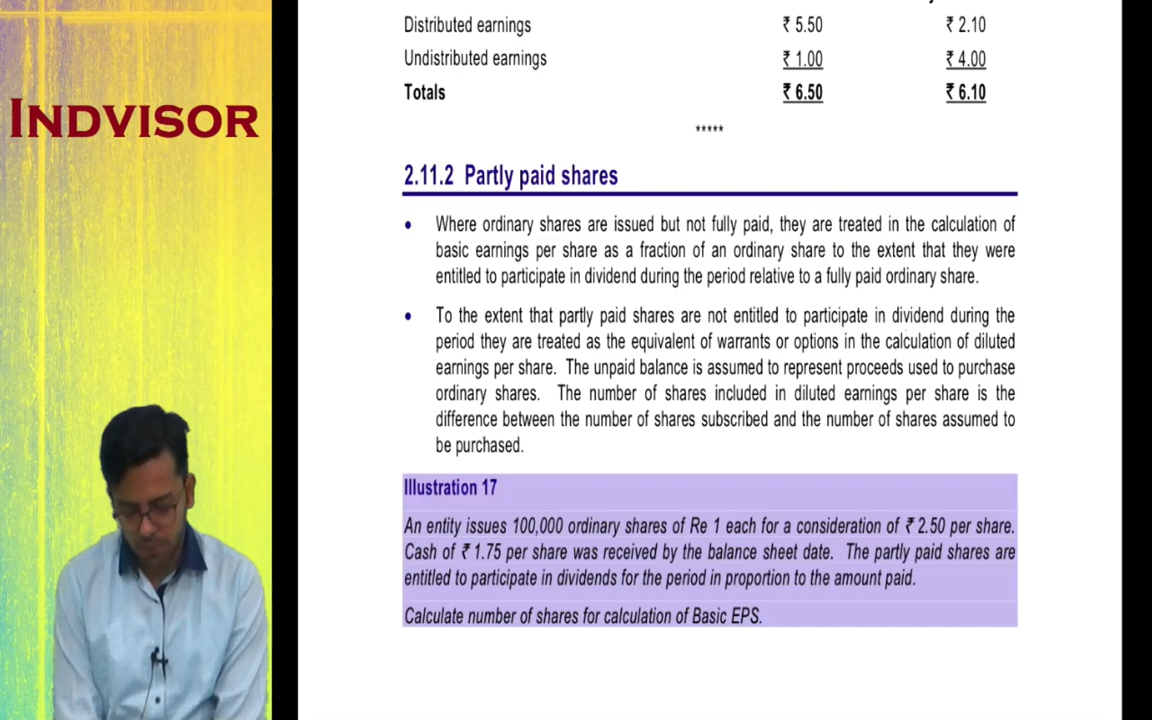 INDVISOR
Distributed earnings ₹ 5.50 ₹ 2.10
Undistributed earnings ₹ 1.00 ₹ 4.00
Totals ₹ 6.50 ₹ 6.10
*****
2.11.2 Partly paid shares
• Where ordinary shares are issued but not fully paid, they are treated in the calculation of
basic earnings per share as a fraction of an ordinary share to the extent that they were
entitled to participate in dividend during the period relative to a fully paid ordinary share.
• To the extent that partly paid shares are not entitled to participate in dividend during the
period they are treated as the equivalent of warrants or options in the calculation of diluted
earnings per share. The unpaid balance is assumed to represent proceeds used to purchase
ordinary shares. The number of shares included in diluted earnings per share is the
difference between the number of shares subscribed and the number of shares assumed to
be purchased.
Illustration 17
An entity issues 100,000 ordinary shares of Re 1 each for a consideration of ₹ 2.50 per share.
Cash of ₹ 1.75 per share was received by the balance sheet date. The partly paid shares are
entitled to participate in dividends for the period in proportion to the amount paid.
Calculate number of shares for calculation of Basic EPS.